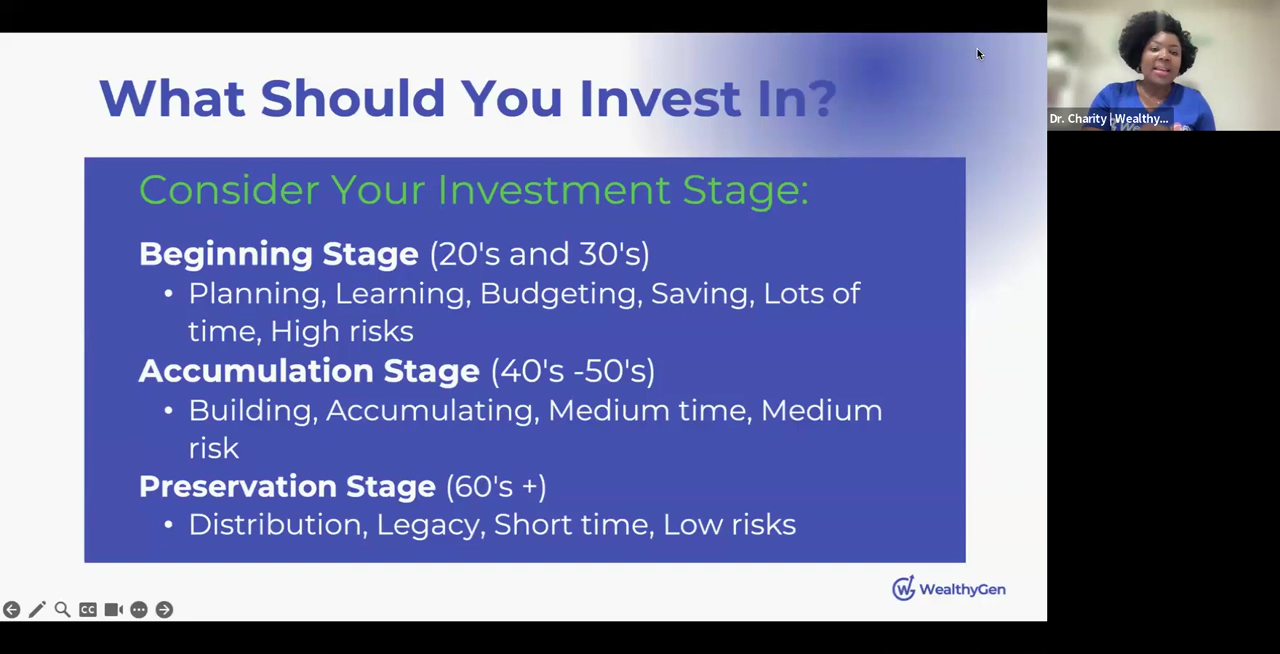 What Should You Invest In?
Consider Your Investment Stage:
Beginning Stage (20's and 30's)
• Planning, Learning, Budgeting, Saving, Lots of
time, High risks
Accumulation Stage (40's -50's)
• Building, Accumulating, Medium time, Medium
risk
Preservation Stage (60's +)
• Distribution, Legacy, Short time, Low risks
WealthyGen
CC
Dr. Charity | Wealthy...